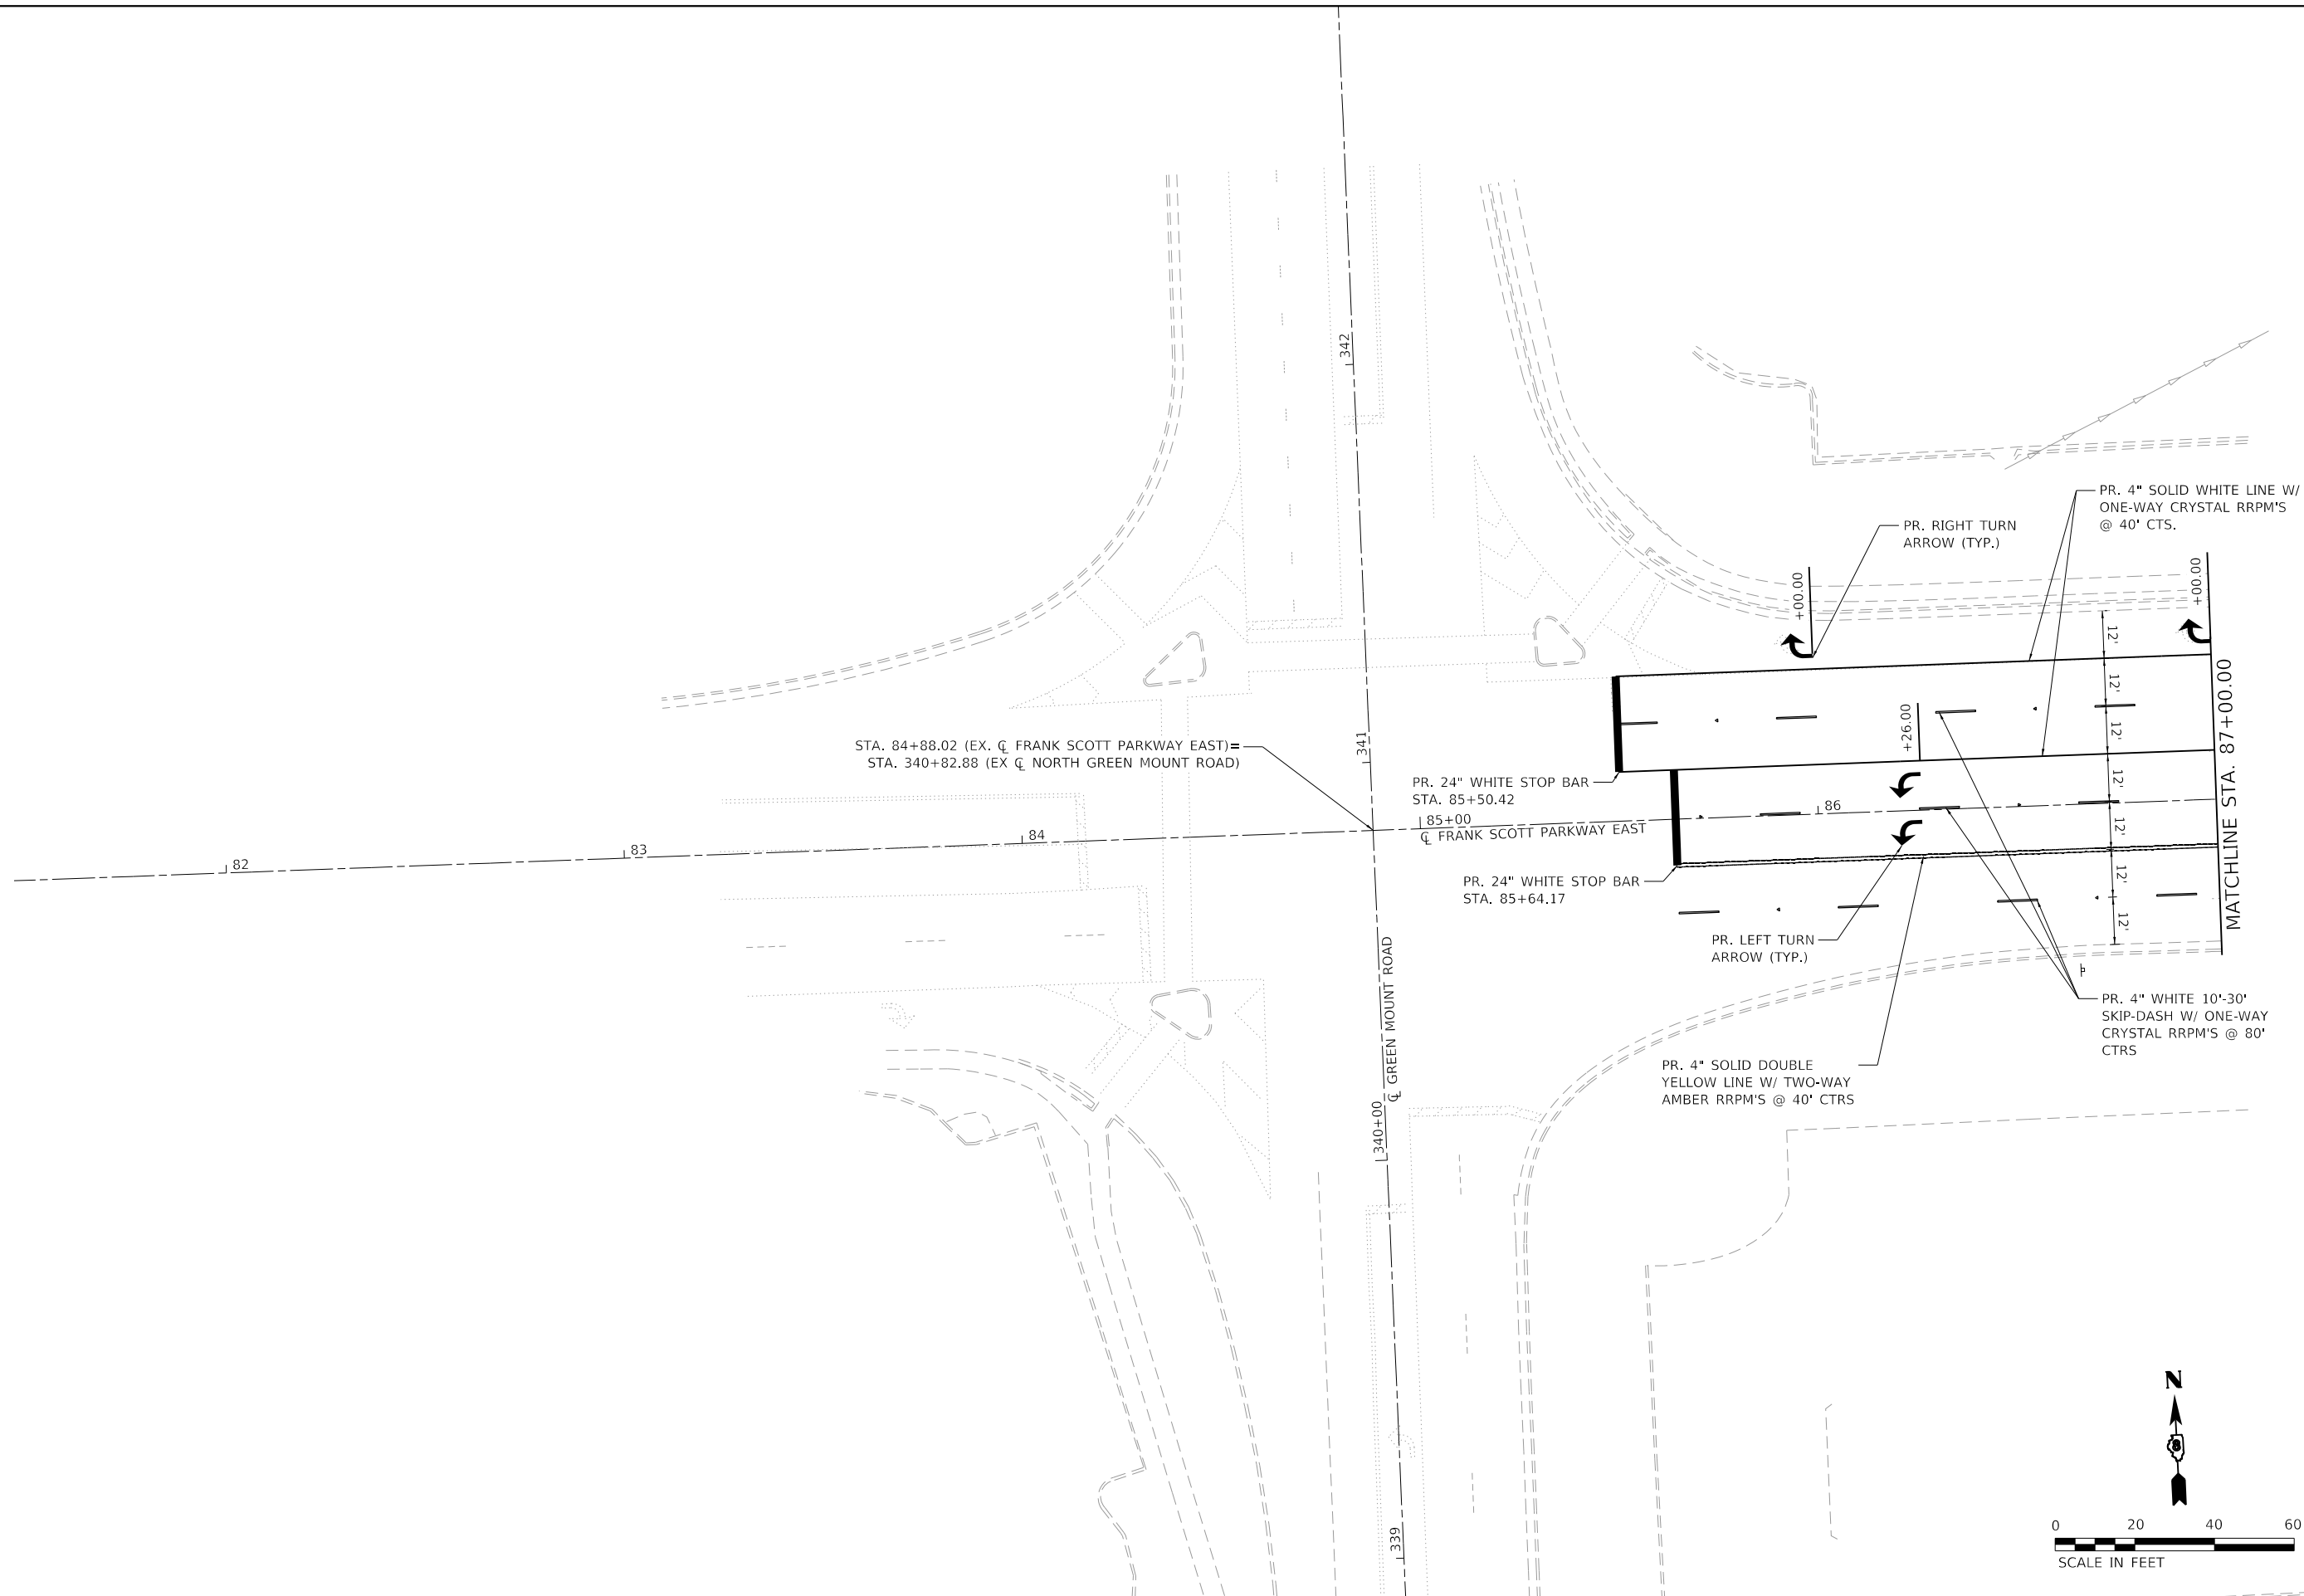 342
341
PR. 4" SOLID WHITE LINE W/
ONE-WAY CRYSTAL RRPM'S
@ 40' CTS.
PR. RIGHT TURN
ARROW (TYP.)
+00.00
+00.00
12'
12'
12'
12'
12'
12'
12'
+26.00
MATCHLINE STA. 87+00.00
STA. 84+88.02 (EX. ℄ FRANK SCOTT PARKWAY EAST)=
STA. 340+82.88 (EX ℄ NORTH GREEN MOUNT ROAD)
PR. 24" WHITE STOP BAR
STA. 85+50.42
82
83
84
85+00
86
℄ FRANK SCOTT PARKWAY EAST
PR. 24" WHITE STOP BAR
STA. 85+64.17
PR. LEFT TURN
ARROW (TYP.)
PR. 4" WHITE 10'-30'
SKIP-DASH W/ ONE-WAY
CRYSTAL RRPM'S @ 80'
CTRS
PR. 4" SOLID DOUBLE
YELLOW LINE W/ TWO-WAY
AMBER RRPM'S @ 40' CTRS
℄ GREEN MOUNT ROAD
340+00
339
N
8
0 20 40 60
SCALE IN FEET